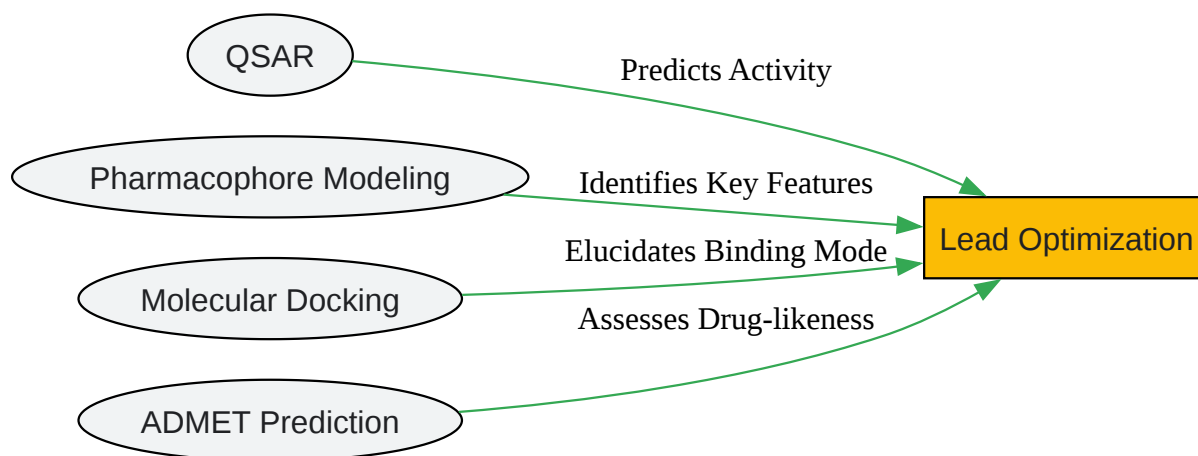 QSAR
Predicts Activity
Pharmacophore Modeling
Identifies Key Features
Lead Optimization
Elucidates Binding Mode
Molecular Docking
Assesses Drug-likeness
ADMET Prediction